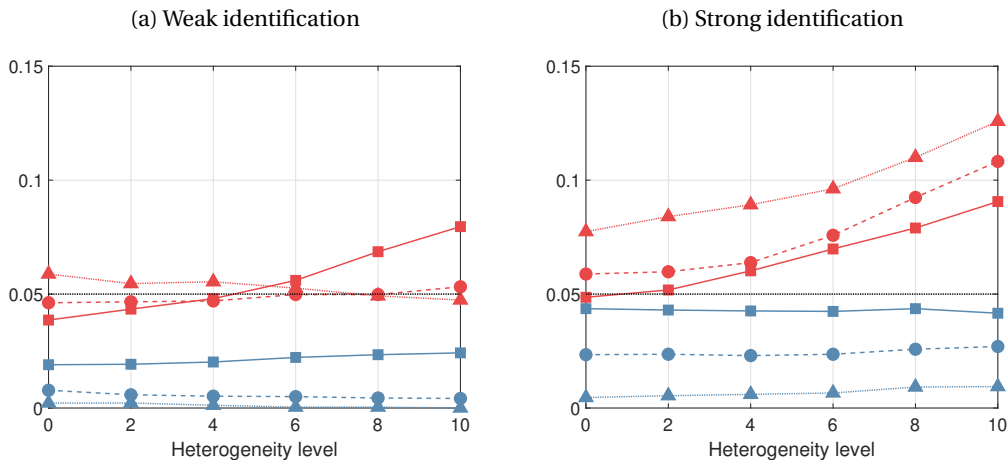 (a) Weak identification
0.15
0.1
0.05
0
0 2 4 6 8 10
Heterogeneity level
(b) Strong identification
0.15
0.1
0.05
0
0 2 4 6 8 10
Heterogeneity level